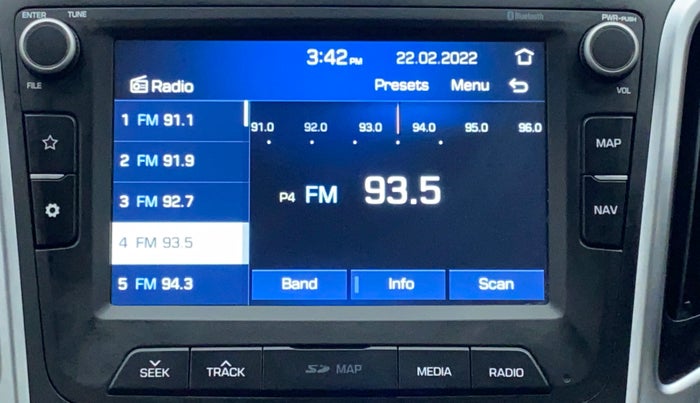 ENTER TUNE
Bluetooth
PWR-PUSH
3:42 PM 22.02.2022
Radio Presets Menu
FILE
VOL
1 FM 91.1
91.0 92.0 93.0 94.0 95.0 96.0
MAP
2 FM 91.9
3 FM 92.7
P4 FM 93.5
NAV
4 FM 93.5
5 FM 94.3
Band Info Scan
SEEK TRACK SD MAP MEDIA RADIO